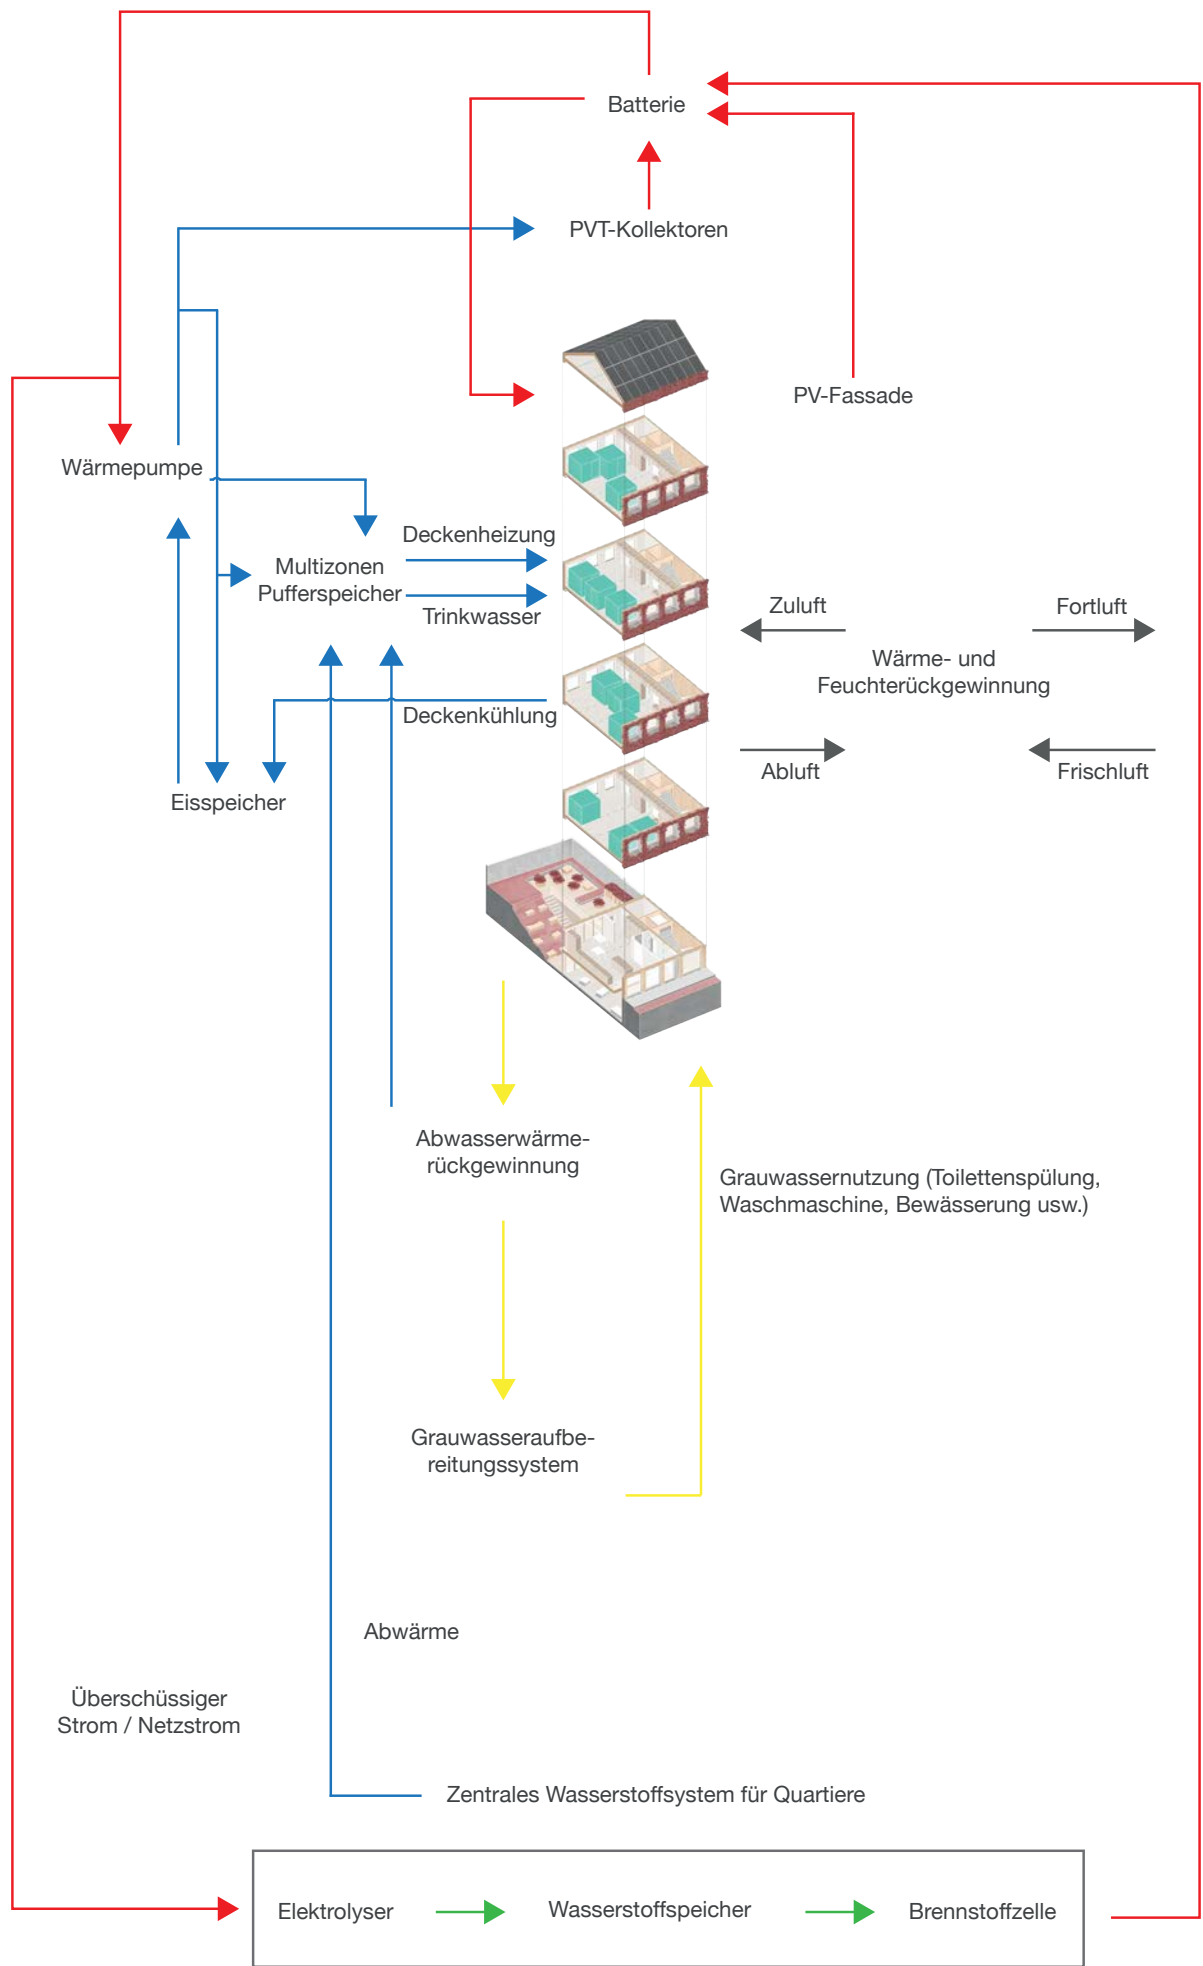 Batterie
PVT-Kollektoren
PV-Fassade
Wärmepumpe
Deckenheizung
Multizonen
Pufferspeicher
Trinkwasser
Zuluft
Fortluft
Wärme- und
Feuchterückgewinnung
Deckenkühlung
Abluft
Frischluft
Eisspeicher
Abwasserwärme-
rückgewinnung
Grauwassernutzung (Toilettenspülung,
Waschmaschine, Bewässerung usw.)
Grauwasseraufbe-
reitungssystem
Abwärme
Überschüssiger
Strom / Netzstrom
Zentrales Wasserstoffsystem für Quartiere
Elektrolyser
Wasserstoffspeicher
Brennstoffzelle